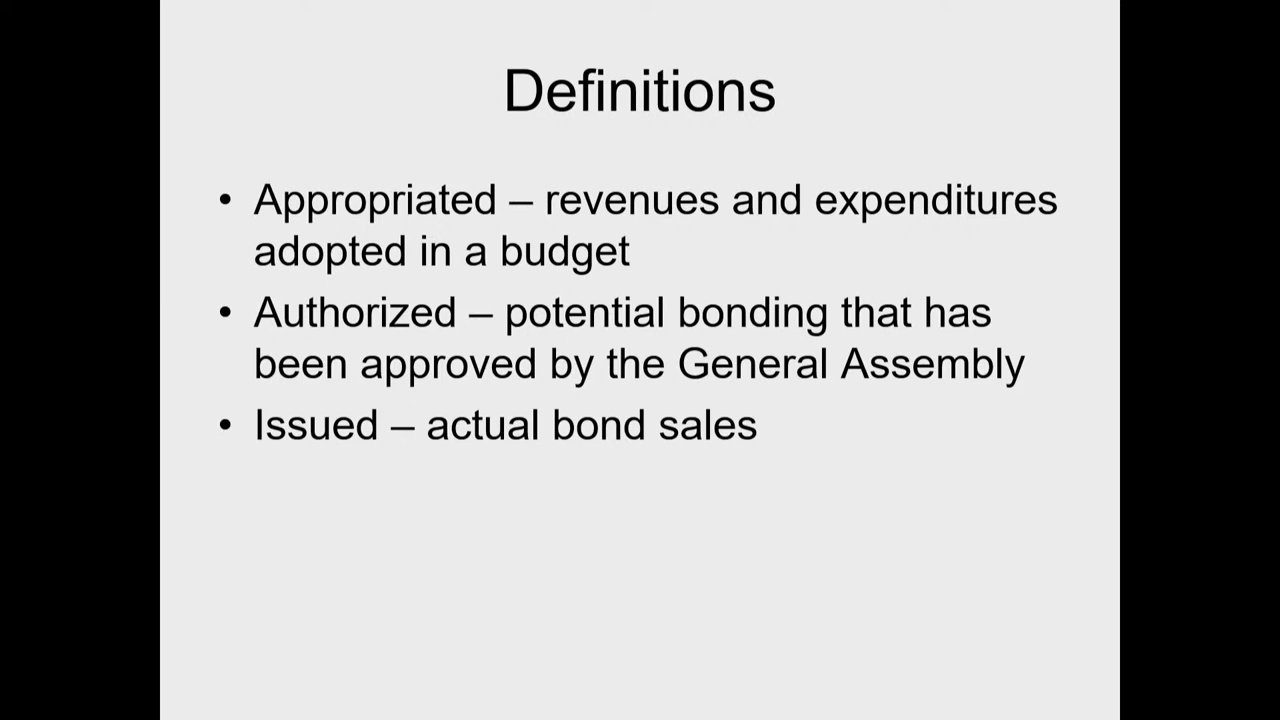 Definitions
• Appropriated – revenues and expenditures
adopted in a budget
• Authorized – potential bonding that has
been approved by the General Assembly
• Issued – actual bond sales